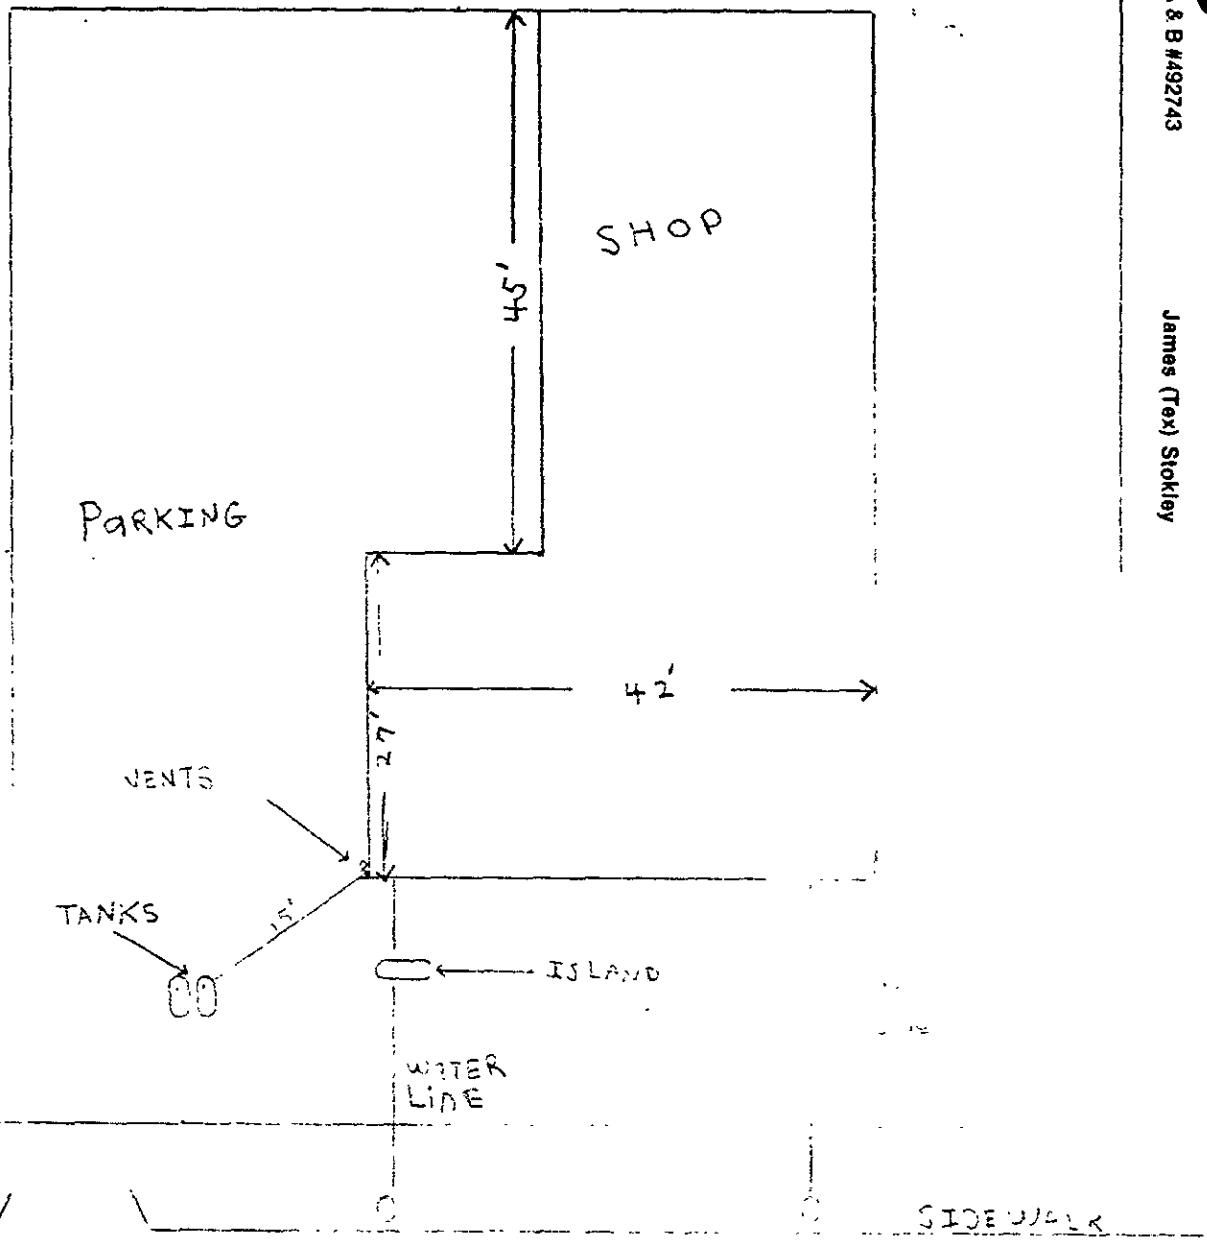 & B #492743
James (Tex) Stokley
SHOP
45'
PARKING
42'
27'
VENTS
TANKS
15'
ISLAND
WATER
LINE
SIDEWALK